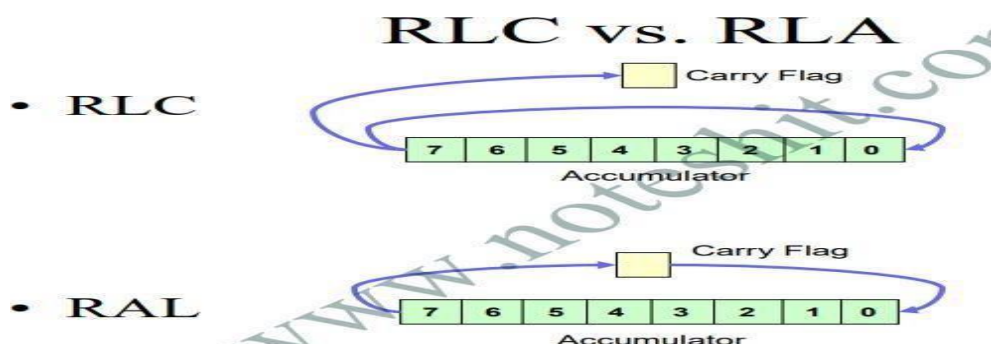 RLC vs. RLA
Carry Flag
• RLC
7 6 5 4 3 2 1 0
Accumulator
www.noteshit.com
Carry Flag
• RAL
7 6 5 4 3 2 1 0
Accumulator